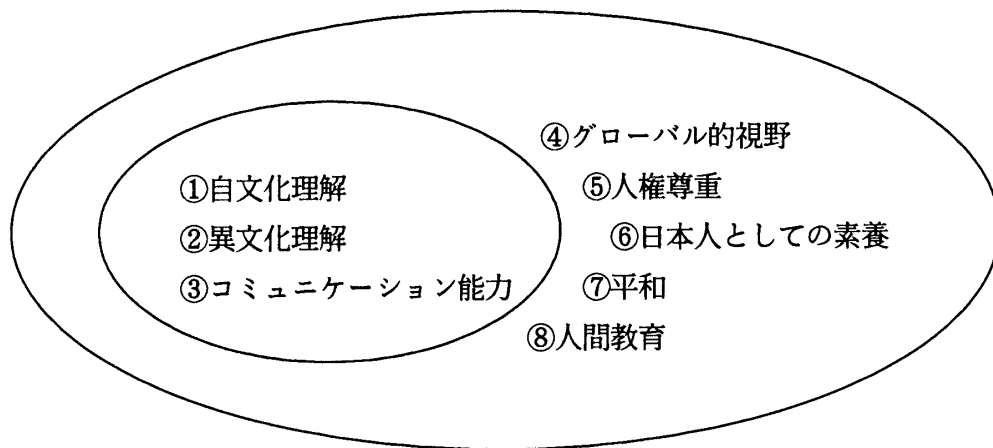 ④グローバル的視野
①自文化理解
⑤人権尊重
②異文化理解
⑥日本人としての素養
③コミュニケーション能力
⑦平和
⑧人間教育